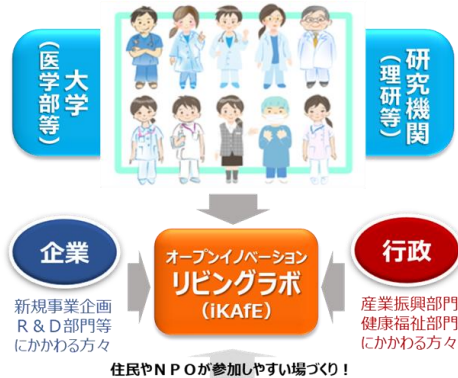 大学
（医学部等）
研究機関
（理研等）
企業
新規事業企画
Ｒ＆Ｄ部門等
にかかわる方々
オープンイノベーション
リビングラボ
（iKAfE）
行政
産業振興部門
健康福祉部門
にかかわる方々
住民やＮＰＯが参加しやすい場づくり！